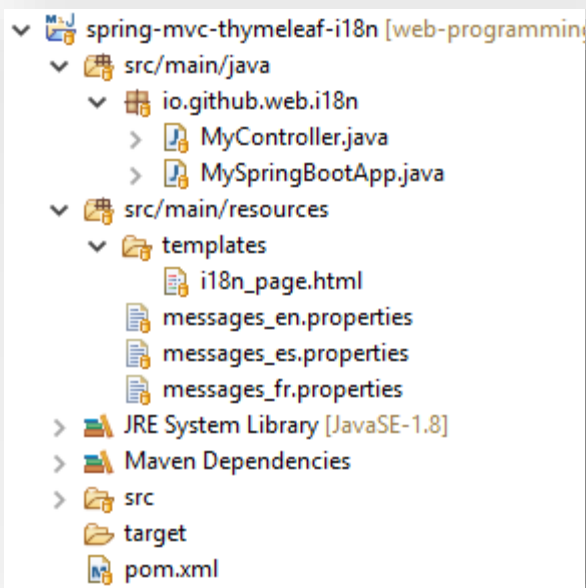 spring-mvc-thymeleaf-i18n [web-programming
src/main/java
io.github.web.i18n
MyController.java
MySpringBootApp.java
src/main/resources
templates
i18n_page.html
messages_en.properties
messages_es.properties
messages_fr.properties
JRE System Library [JavaSE-1.8]
Maven Dependencies
src
target
pom.xml